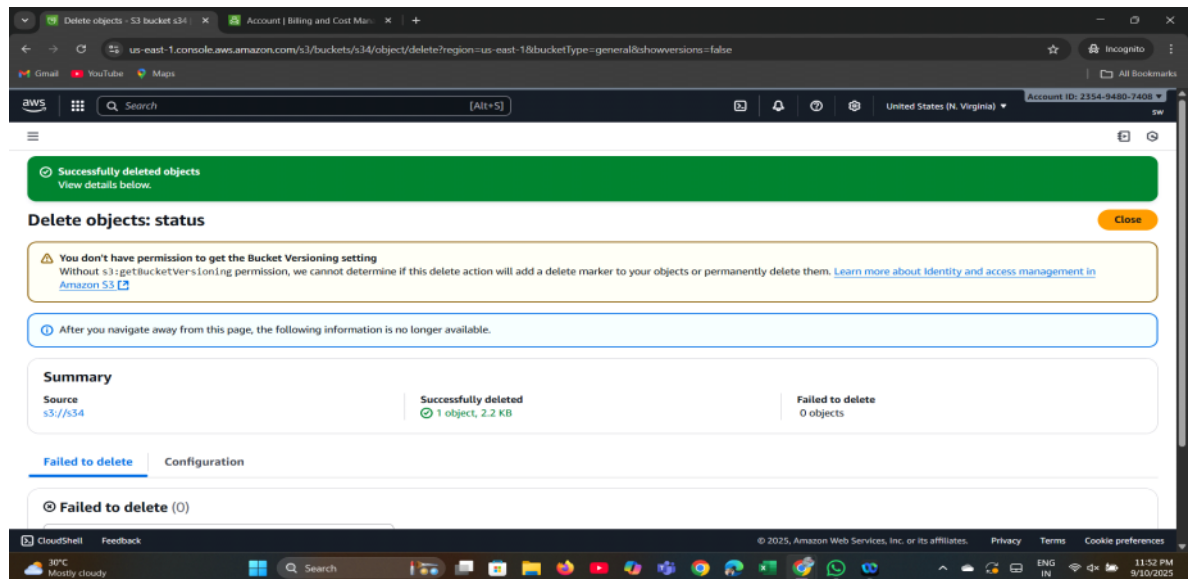 Delete objects - S3 bucket s34
Account | Billing and Cost Man
us-east-1.console.aws.amazon.com/s3/buckets/s34/object/delete?region=us-east-1&bucketType=general&showversions=false
Incognito
Gmail
YouTube
Maps
All Bookmarks
aws
Search
[Alt+S]
United States (N. Virginia)
Account ID: 2354-9480-7408
sw
Successfully deleted objects
View details below.
Delete objects: status
Close
You don't have permission to get the Bucket Versioning setting
Without s3:getBucketVersioning permission, we cannot determine if this delete action will add a delete marker to your objects or permanently delete them. Learn more about Identity and access management in
Amazon S3
After you navigate away from this page, the following information is no longer available.
Summary
Source
s3://s34
Successfully deleted
1 object, 2.2 KB
Failed to delete
0 objects
Failed to delete
Configuration
Failed to delete (0)
CloudShell
Feedback
© 2025, Amazon Web Services, Inc. or its affiliates.
Privacy
Terms
Cookie preferences
30°C
Mostly cloudy
Search
ENG
IN
11:52 PM
9/10/2025